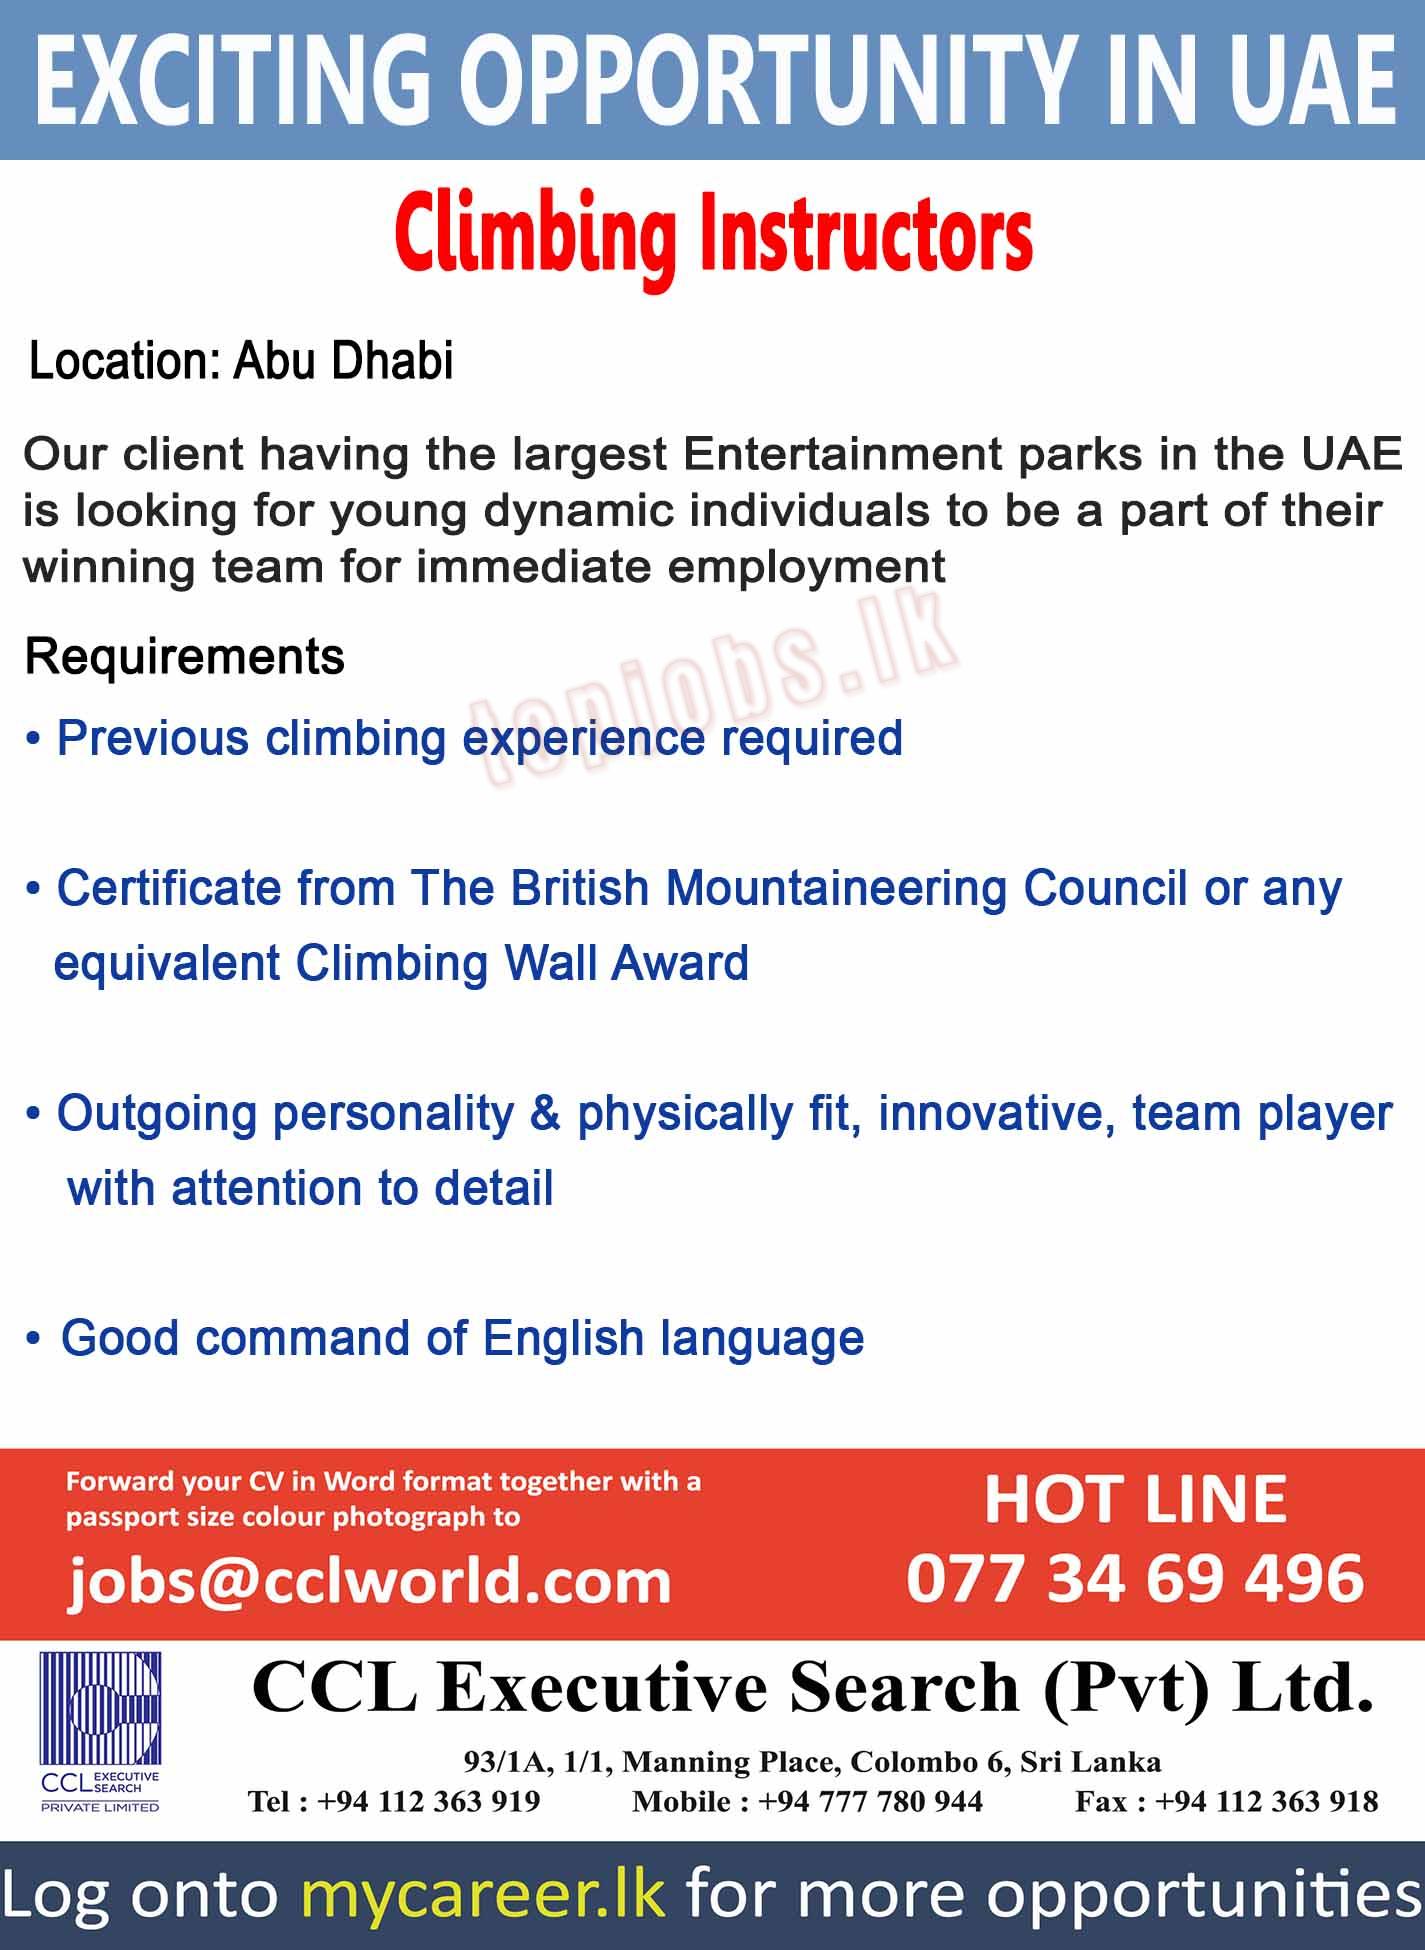 EXCITING OPPORTUNITY IN UAE
Climbing Instructors
Location: Abu Dhabi
Our client having the largest Entertainment parks in the UAE
is looking for young dynamic individuals to be a part of their
winning team for immediate employment
topjobs.lk
Requirements
• Previous climbing experience required
• Certificate from The British Mountaineering Council or any
equivalent Climbing Wall Award
• Outgoing personality & physically fit, innovative, team player
with attention to detail
• Good command of English language
Forward your CV in Word format together with a
passport size colour photograph to
jobs@cclworld.com
HOT LINE
077 34 69 496
CCL EXECUTIVE SEARCH
PRIVATE LIMITED
CCL Executive Search (Pvt) Ltd.
93/1A, 1/1, Manning Place, Colombo 6, Sri Lanka
Tel : +94 112 363 919 Mobile : +94 777 780 944 Fax : +94 112 363 918
Log onto mycareer.lk for more opportunities